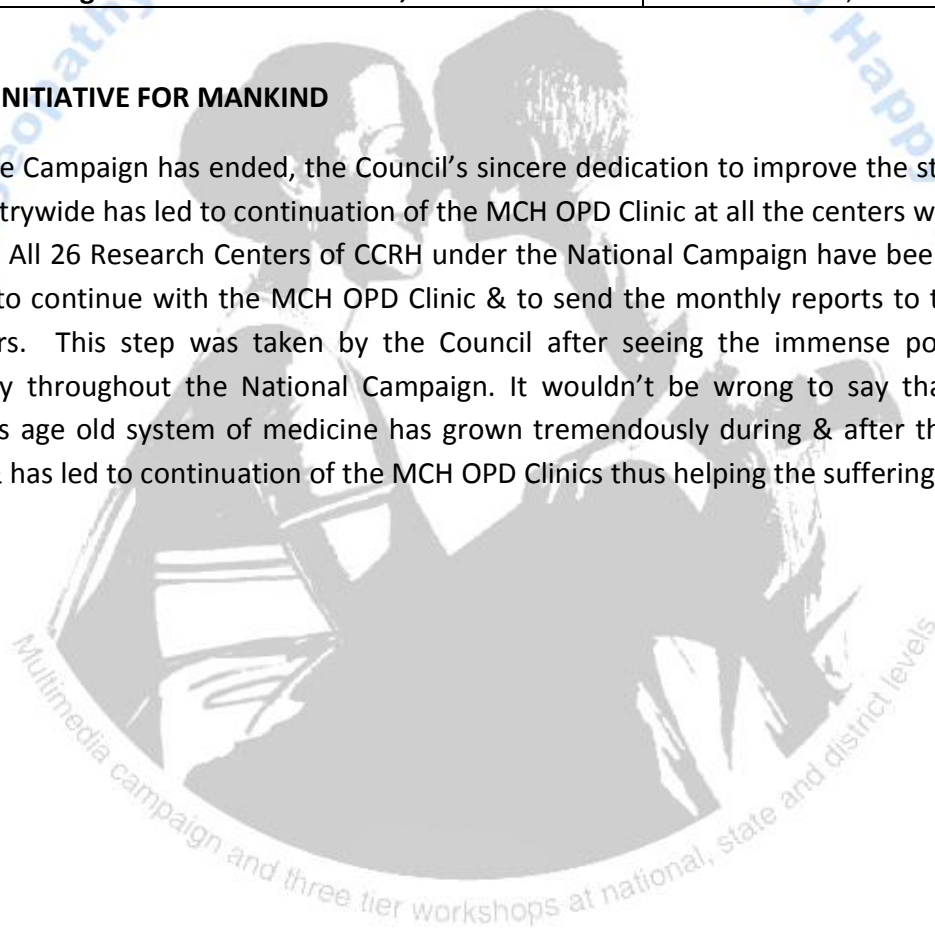 NITIATIVE FOR MANKIND
e Campaign has ended, the Council’s sincere dedication to improve the st
trywide has led to continuation of the MCH OPD Clinic at all the centers w
All 26 Research Centers of CCRH under the National Campaign have bee
to continue with the MCH OPD Clinic & to send the monthly reports to t
rs. This step was taken by the Council after seeing the immense po
y throughout the National Campaign. It wouldn’t be wrong to say tha
s age old system of medicine has grown tremendously during & after th
has led to continuation of the MCH OPD Clinics thus helping the suffering
eopathy
d Happy
Multimedia campaign and three tier workshops at national, state and district levels